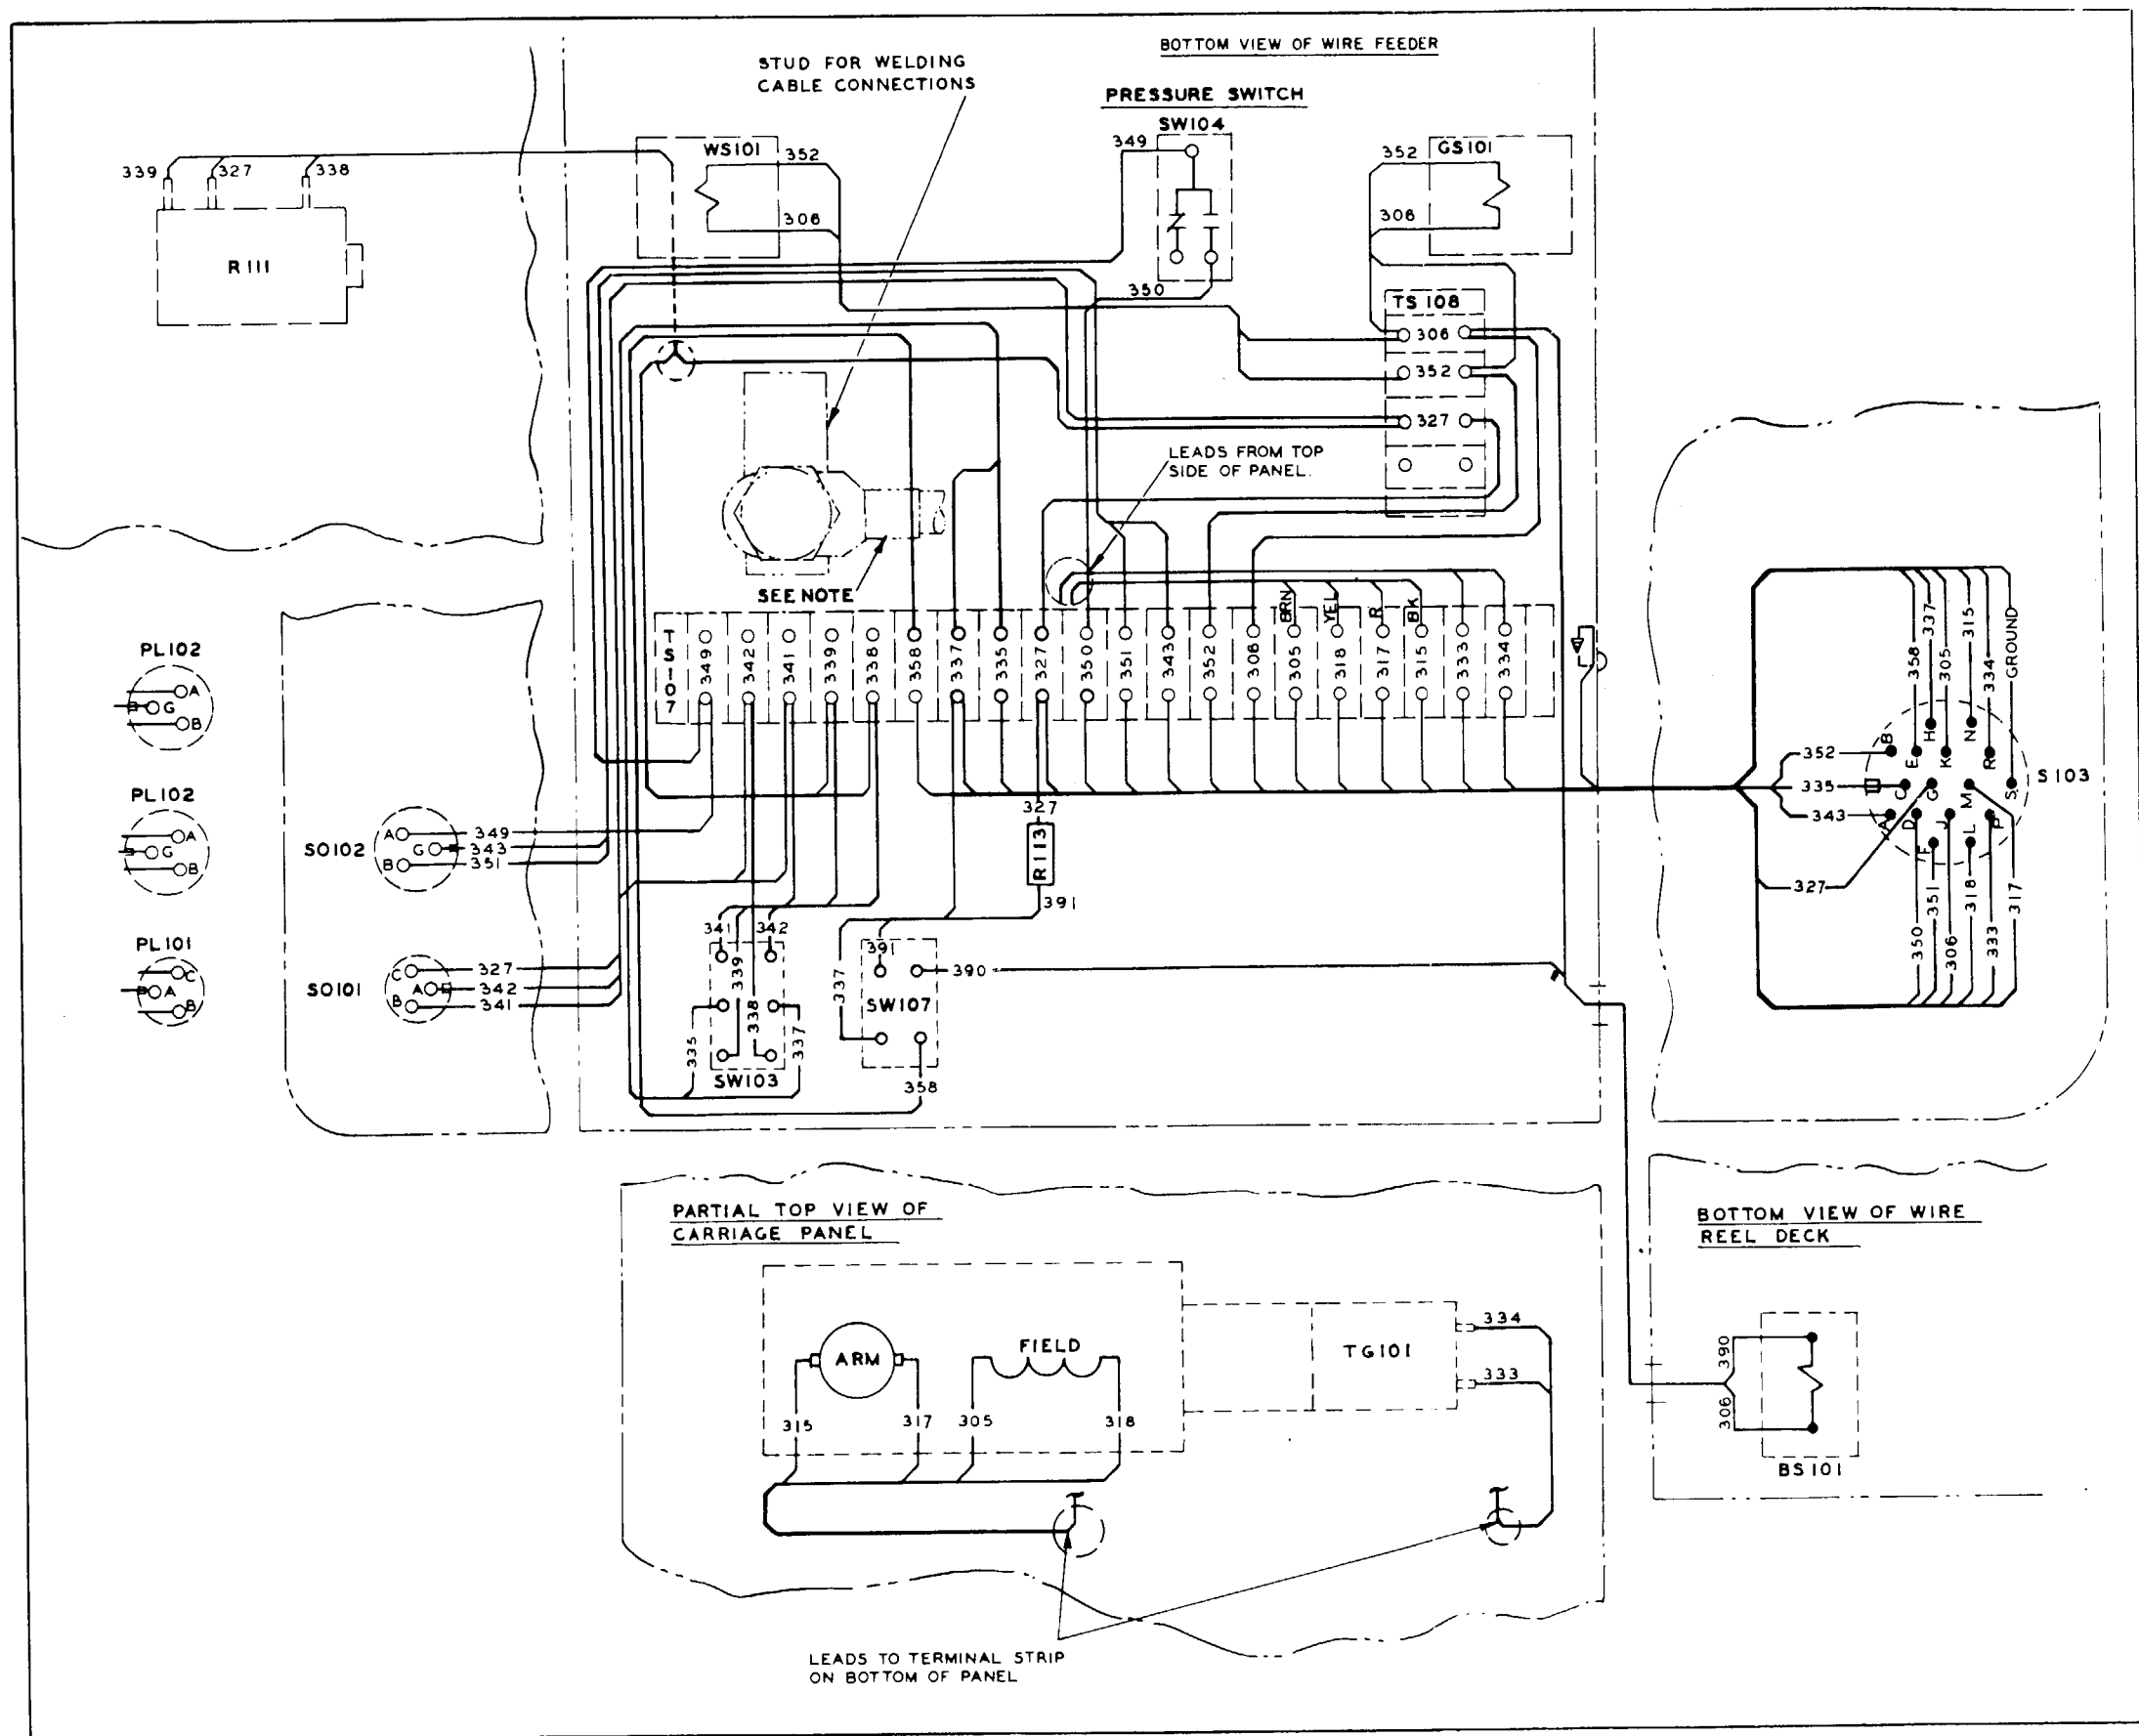 BOTTOM VIEW OF WIRE FEEDER
STUD FOR WELDING
CABLE CONNECTIONS
PRESSURE SWITCH
SW104
349
350
WS101
352
306
GS101
352
306
339
327
338
R111
TS 108
306
352
327
LEADS FROM TOP
SIDE OF PANEL.
SEE NOTE
BRN
YEL
R
BK
TS107
349
342
341
339
338
358
337
335
327
350
351
343
352
306
305
318
317
315
333
334
PL102
A
G
B
PL102
A
G
B
PL101
C
A
B
SO102
A
G
B
349
343
351
SO101
C
A
B
327
342
341
327
R113
391
341
342
339
338
335
337
SW103
391
390
337
SW107
358
358
337
305
315
334
GROUND
B
E
H
K
N
R
352
335
343
C
G
M
S
S103
A
D
F
J
L
P
327
350
351
306
318
333
317
PARTIAL TOP VIEW OF
CARRIAGE PANEL
ARM
FIELD
TG101
334
333
315
317
305
318
LEADS TO TERMINAL STRIP
ON BOTTOM OF PANEL
BOTTOM VIEW OF WIRE
REEL DECK
390
306
BS101